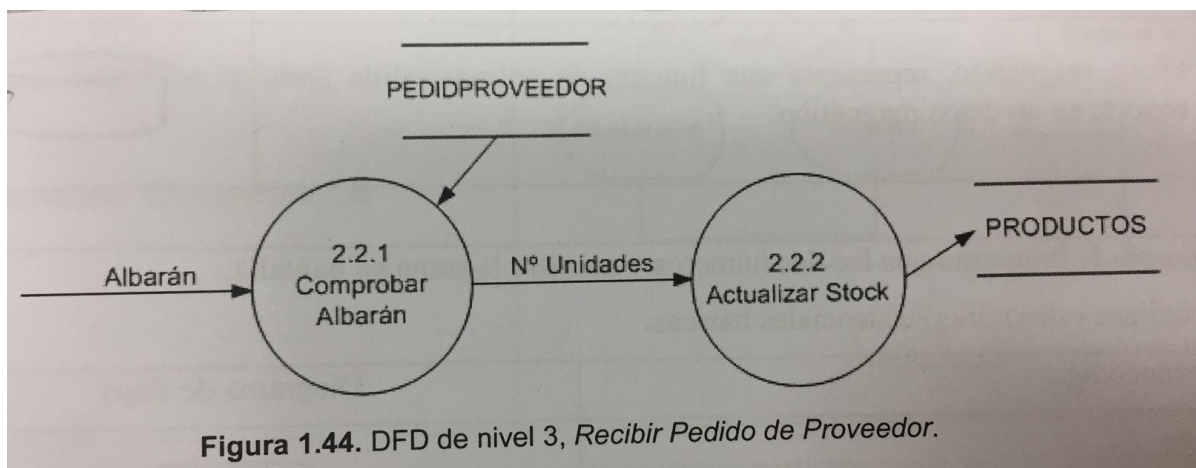 PEDIDPROVEEDOR
Albarán
2.2.1
Comprobar
Albarán
Nº Unidades
2.2.2
Actualizar Stock
PRODUCTOS
Figura 1.44. DFD de nivel 3, Recibir Pedido de Proveedor.